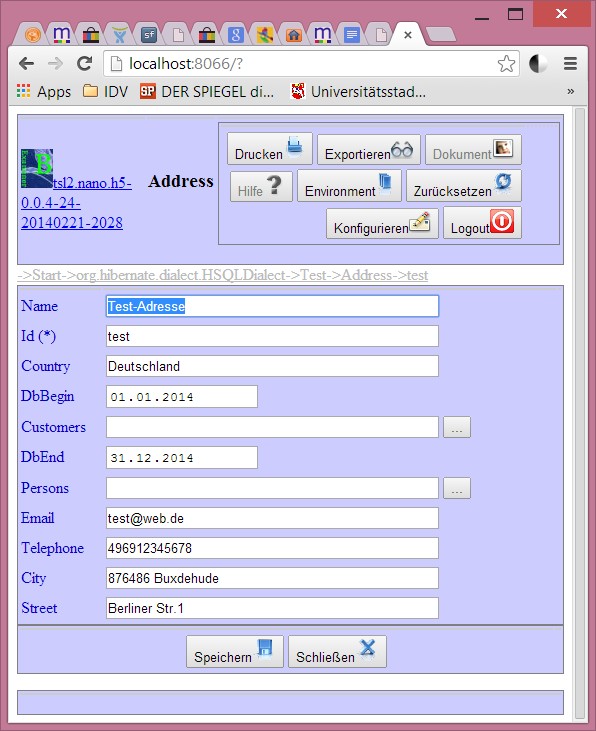 localhost:8066/?
Apps IDV DER SPIEGEL di... Universitätsstad... »
tsl2.nano.h5-
0.0.4-24-
20140221-2028
Address
Drucken Exportieren Dokument
Hilfe Environment Zurücksetzen
Konfigurieren Logout
->Start->org.hibernate.dialect.HSQLDialect->Test->Address->test
Name Test-Adresse
Id (*) test
Country Deutschland
DbBegin 01.01.2014
Customers ...
DbEnd 31.12.2014
Persons ...
Email test@web.de
Telephone 496912345678
City 876486 Buxdehude
Street Berliner Str.1
Speichern Schließen